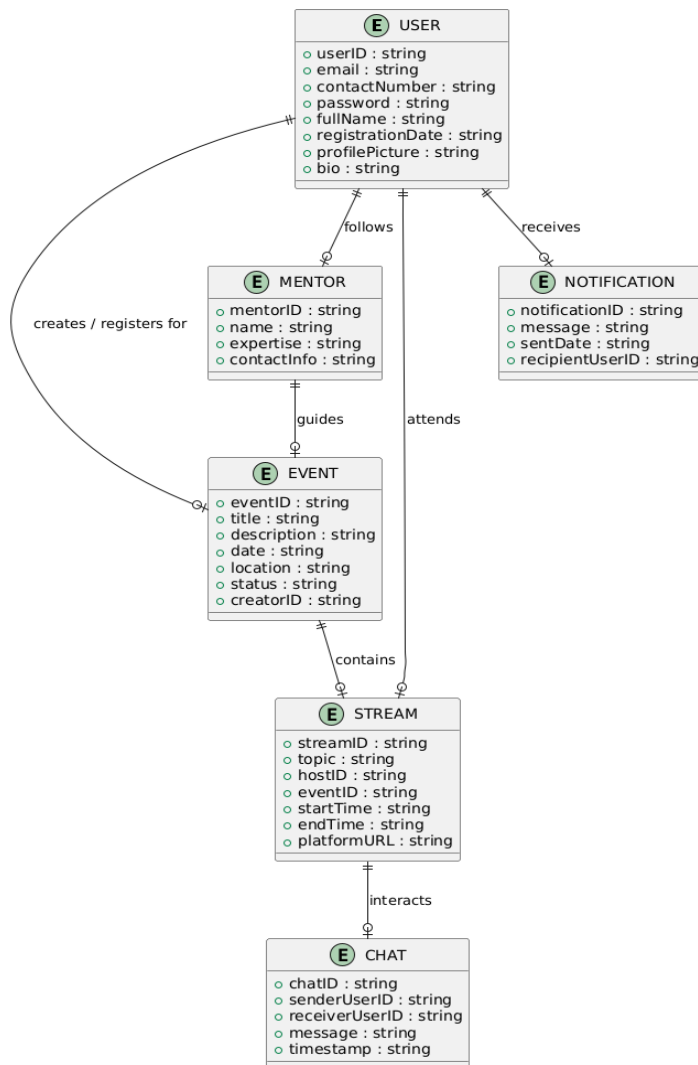 E USER
userID : string
email : string
contactNumber : string
password : string
fullName : string
registrationDate : string
profilePicture : string
bio : string
follows
receives
E MENTOR
mentorID : string
name : string
expertise : string
contactInfo : string
E NOTIFICATION
notificationID : string
message : string
sentDate : string
recipientUserID : string
creates / registers for
guides
attends
E EVENT
eventID : string
title : string
description : string
date : string
location : string
status : string
creatorID : string
contains
E STREAM
streamID : string
topic : string
hostID : string
eventID : string
startTime : string
endTime : string
platformURL : string
interacts
E CHAT
chatID : string
senderUserID : string
receiverUserID : string
message : string
timestamp : string